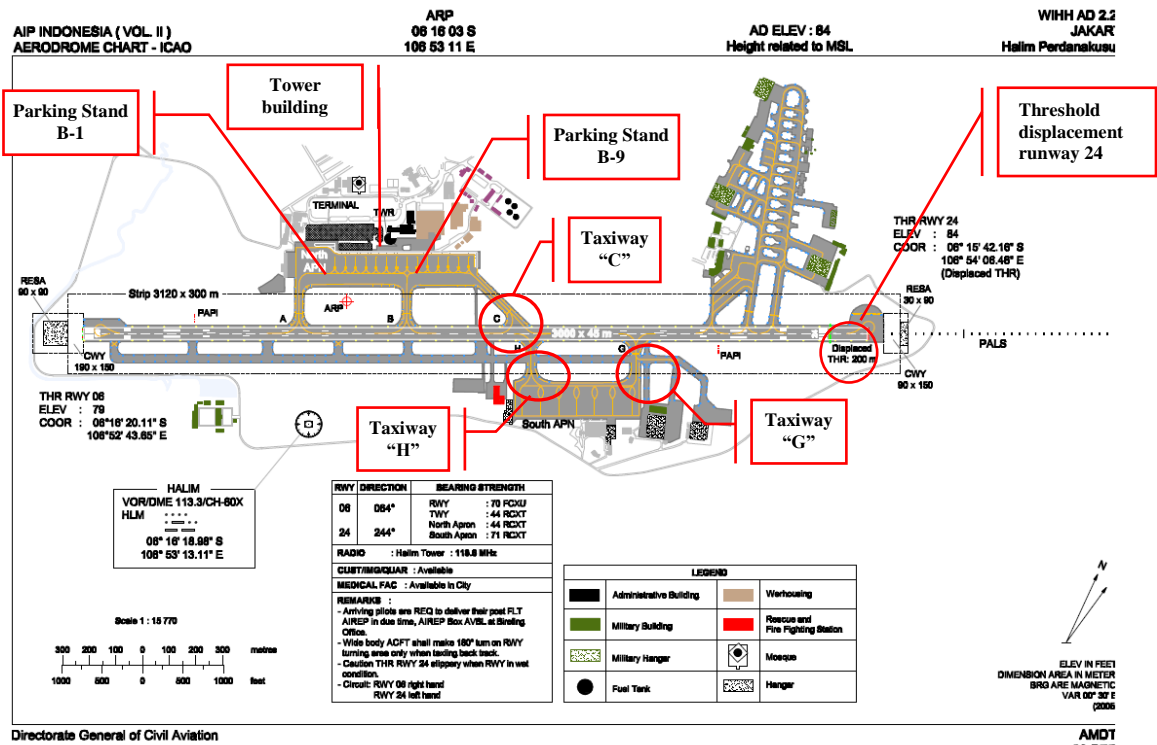 AIP INDONESIA ( VOL. II )
AERODROME CHART - ICAO
ARP
06 16 03 S
106 53 11 E
AD ELEV : 84
Height related to MSL
WIHH AD 2.2
JAKAR
Halim Perdanakusu
Parking Stand
B-1
Tower
building
Parking Stand
B-9
Threshold
displacement
runway 24
TERMINAL
TWR
North
APN
Taxiway
“C”
THR RWY 24
ELEV : 84
COOR : 06° 15' 42.16" S
106° 54' 06.46" E
(Displaced THR)
RESA
90 x 90
Strip 3120 x 300 m
PAPI
ARP
A
B
C
3000 x 45 m
RESA
30 x 90
PALS
CWY
190 x 150
H
G
PAPI
Displaced
THR: 200 m
CWY
90 x 150
THR RWY 06
ELEV : 79
COOR : 06°16' 20.11" S
106°52' 43.65" E
South APN
Taxiway
“H”
Taxiway
“G”
HALIM
VOR/DME 113.3/CH-80X
HLM
06° 16' 18.98" S
106° 53' 13.11" E
RWY DIRECTION BEARING STRENGTH
06 064°
24 244°
RWY : 70 FCXU
TWY : 44 RCXT
North Apron : 44 RCXT
South Apron : 71 RCXT
RADIO : Halim Tower : 118.6 MHz
CUST/IMG/QUAR : Available
MEDICAL FAC : Available in City
REMARKS :
- Arriving pilots are REQ to deliver their post FLT
AIREP in due time, AIREP Box AVBL at Briefing
Office.
- Wide body ACFT shall make 180° turn on RWY
turning area only when taxiing back track.
- Caution THR RWY 24 slippery when RWY in wet
condition.
- Circuit: RWY 06 right hand
RWY 24 left hand
LEGEND
Administrative Building
Werhousing
Military Building
Rescue and
Fire Fighting Station
Military Hangar
Mosque
Fuel Tank
Hangar
Scale 1 : 15 770
300 200 100 0 100 200 300 metres
1000 500 0 500 1000 feet
N
ELEV IN FEET
DIMENSION AREA IN METER
BRG ARE MAGNETIC
VAR 00° 30' E
(2005
Directorate General of Civil Aviation
AMDT